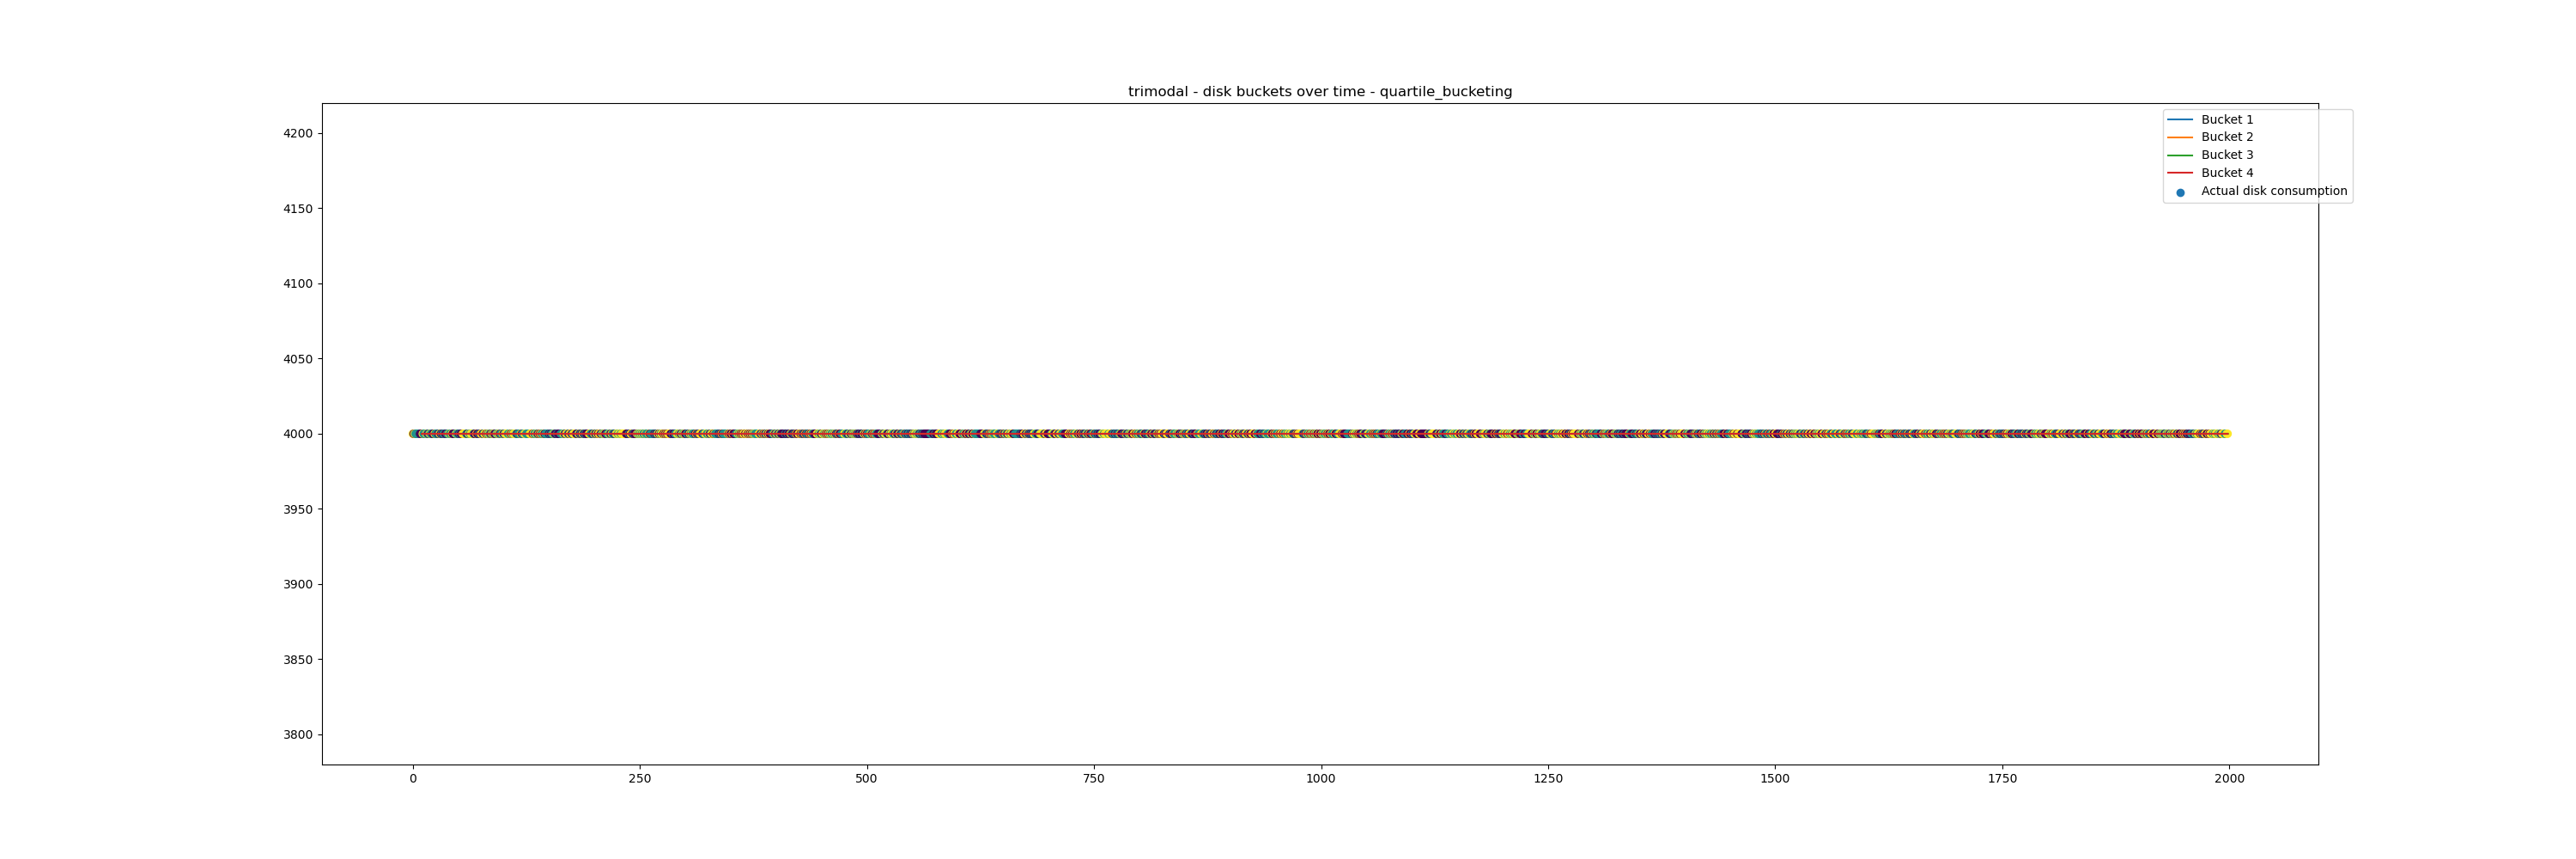 trimodal - disk buckets over time - quartile_bucketing
Bucket 1
Bucket 2
Bucket 3
Bucket 4
Actual disk consumption
4200
4150
4100
4050
4000
3950
3900
3850
3800
0 250 500 750 1000 1250 1500 1750 2000